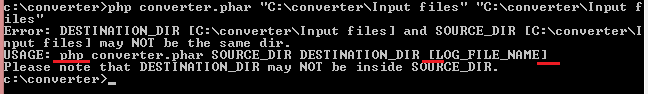 c:\converter>php converter.phar "C:\converter\Input files" "C:\converter\Input f
iles"
Error: DESTINATION_DIR [C:\converter\Input files] and SOURCE_DIR [C:\converter\I
nput files] may NOT be the same dir.
USAGE: php converter.phar SOURCE_DIR DESTINATION_DIR [LOG_FILE_NAME]
Please note that DESTINATION_DIR may NOT be inside SOURCE_DIR.
c:\converter>_